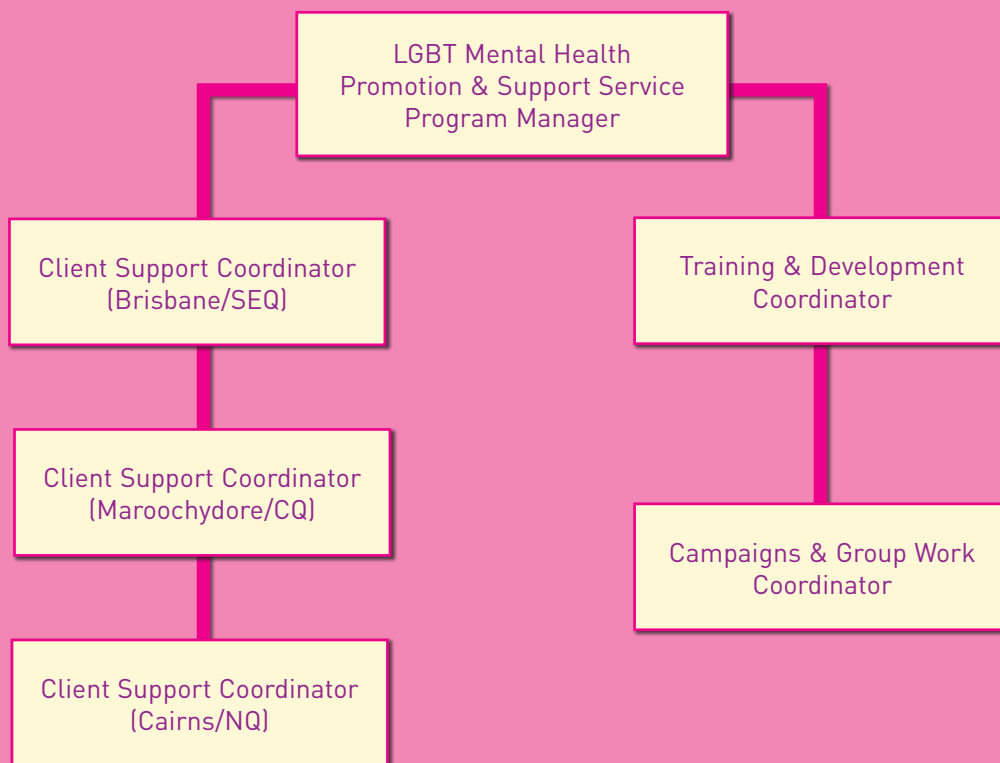 LGBT Mental Health
Promotion & Support Service
Program Manager
Client Support Coordinator
(Brisbane/SEQ)
Training & Development
Coordinator
Client Support Coordinator
(Maroochydore/CQ)
Campaigns & Group Work
Coordinator
Client Support Coordinator
(Cairns/NQ)